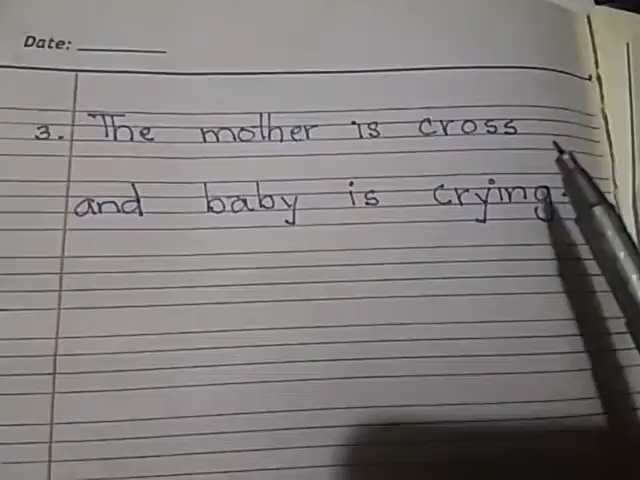 Date:
3. The mother is cross
and baby is crying.